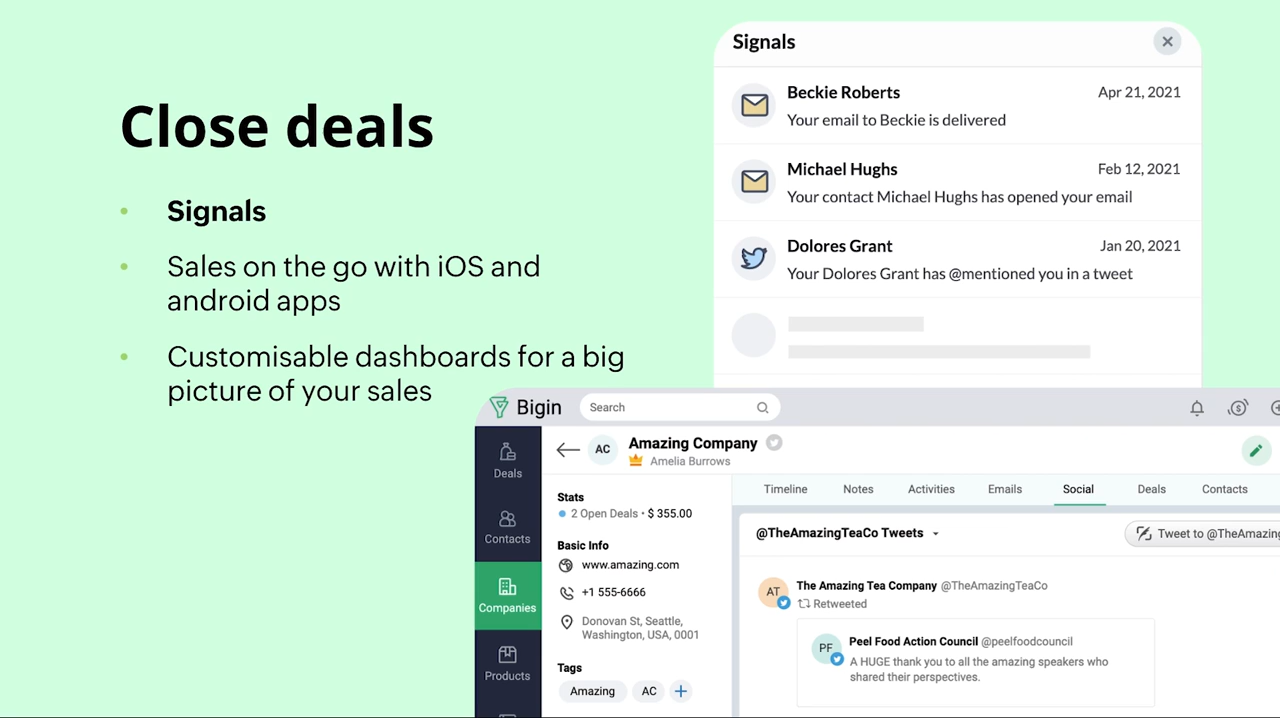 Close deals
• Signals
• Sales on the go with iOS and
android apps
• Customisable dashboards for a big
picture of your sales
Signals
Beckie Roberts
Apr 21, 2021
Your email to Beckie is delivered
Michael Hughs
Feb 12, 2021
Your contact Michael Hughs has opened your email
Dolores Grant
Jan 20, 2021
Your Dolores Grant has @mentioned you in a tweet
Bigin
Search
Deals
Contacts
Companies
Products
AC
Amazing Company
Amelia Burrows
Stats
2 Open Deals • $ 355.00
Basic Info
www.amazing.com
+1 555-6666
Donovan St, Seattle,
Washington, USA, 0001
Tags
Amazing AC +
Timeline Notes Activities Emails Social Deals Contacts
@TheAmazingTeaCo Tweets
Tweet to @TheAmazing
AT
The Amazing Tea Company @TheAmazingTeaCo
Retweeted
PF
Peel Food Action Council @peelfoodcouncil
A HUGE thank you to all the amazing speakers who
shared their perspectives.